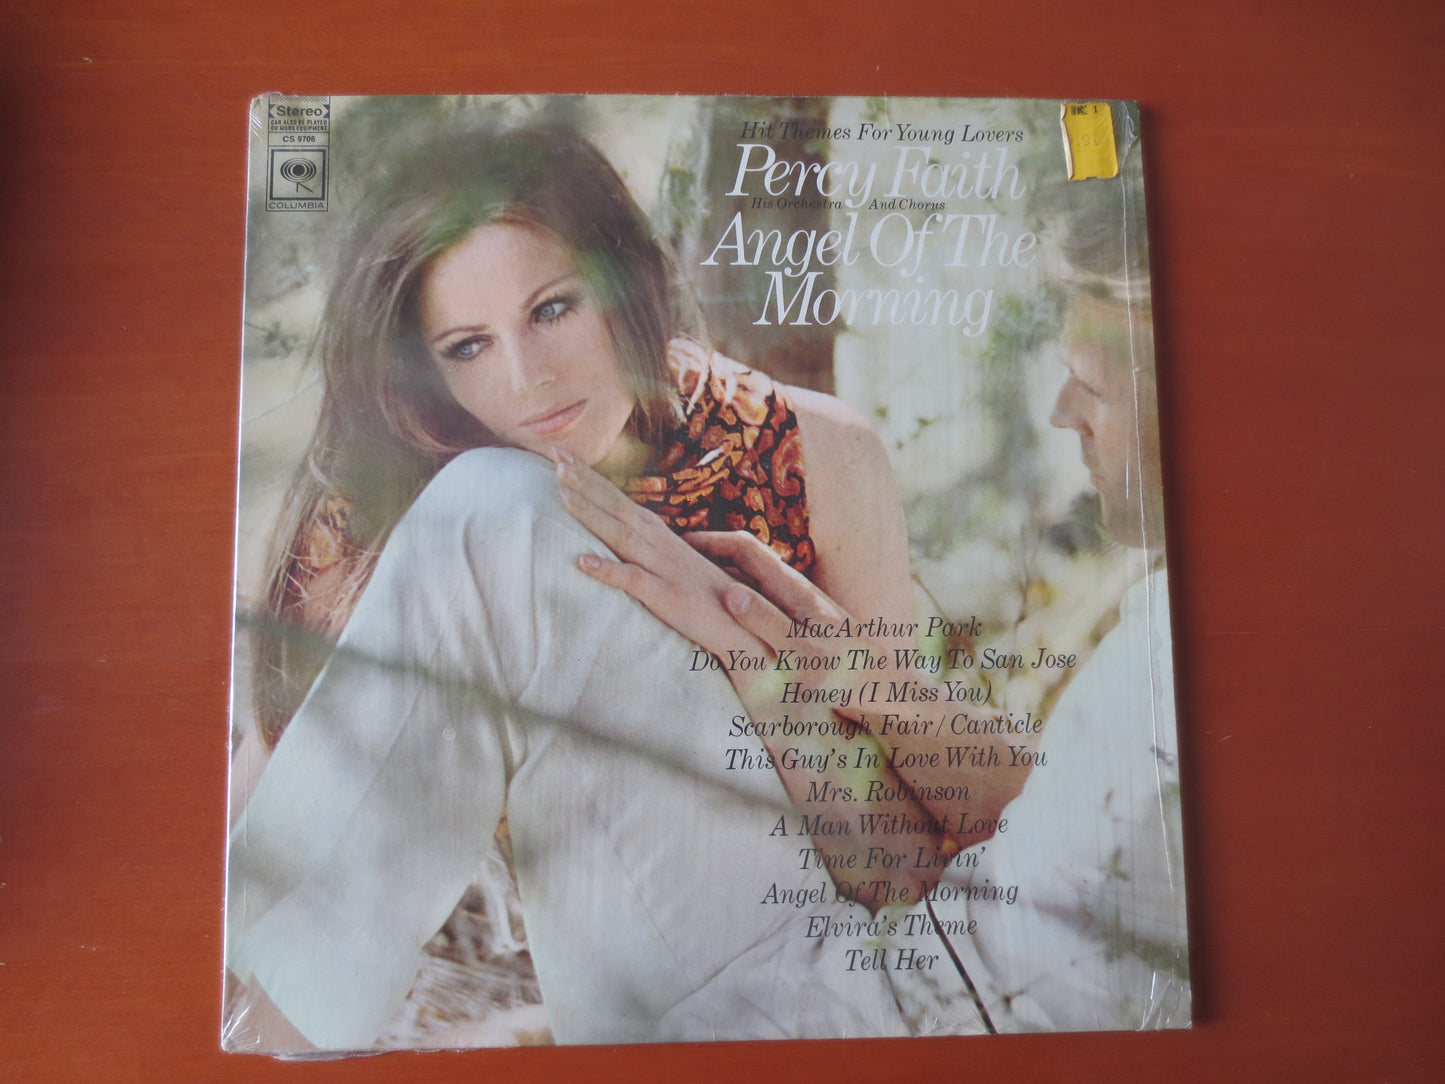 Stereo
CAN ALSO BE PLAYED
ON MONO EQUIPMENT
CS 9706
COLUMBIA
Hit Themes For Young Lovers
Percy Faith
His Orchestra And Chorus
Angel Of The
Morning
MacArthur Park
Do You Know The Way To San Jose
Honey (I Miss You)
Scarborough Fair/Canticle
This Guy's In Love With You
Mrs. Robinson
A Man Without Love
Time For Livin'
Angel Of The Morning
Elvira's Theme
Tell Her